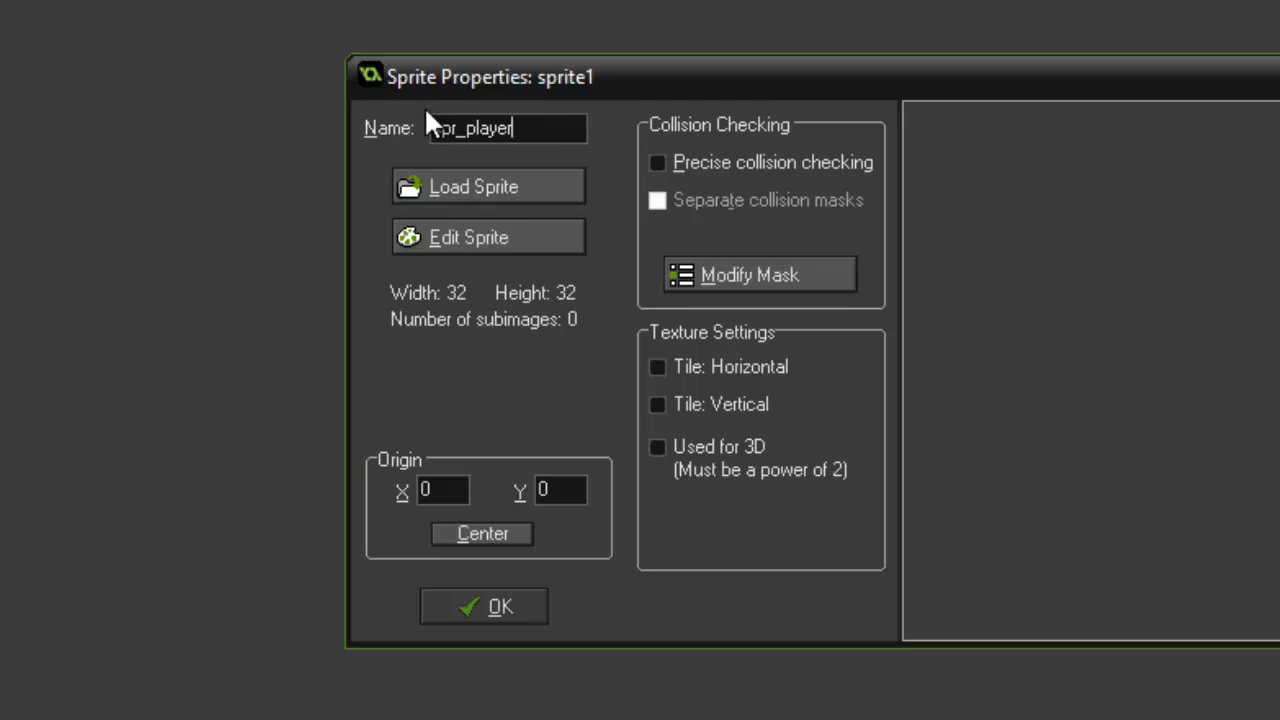 Sprite Properties: sprite1
Name: pr_player
Load Sprite
Edit Sprite
Width: 32 Height: 32
Number of subimages: 0
Origin
X 0 Y 0
Center
OK
Collision Checking
Precise collision checking
Separate collision masks
Modify Mask
Texture Settings
Tile: Horizontal
Tile: Vertical
Used for 3D
(Must be a power of 2)